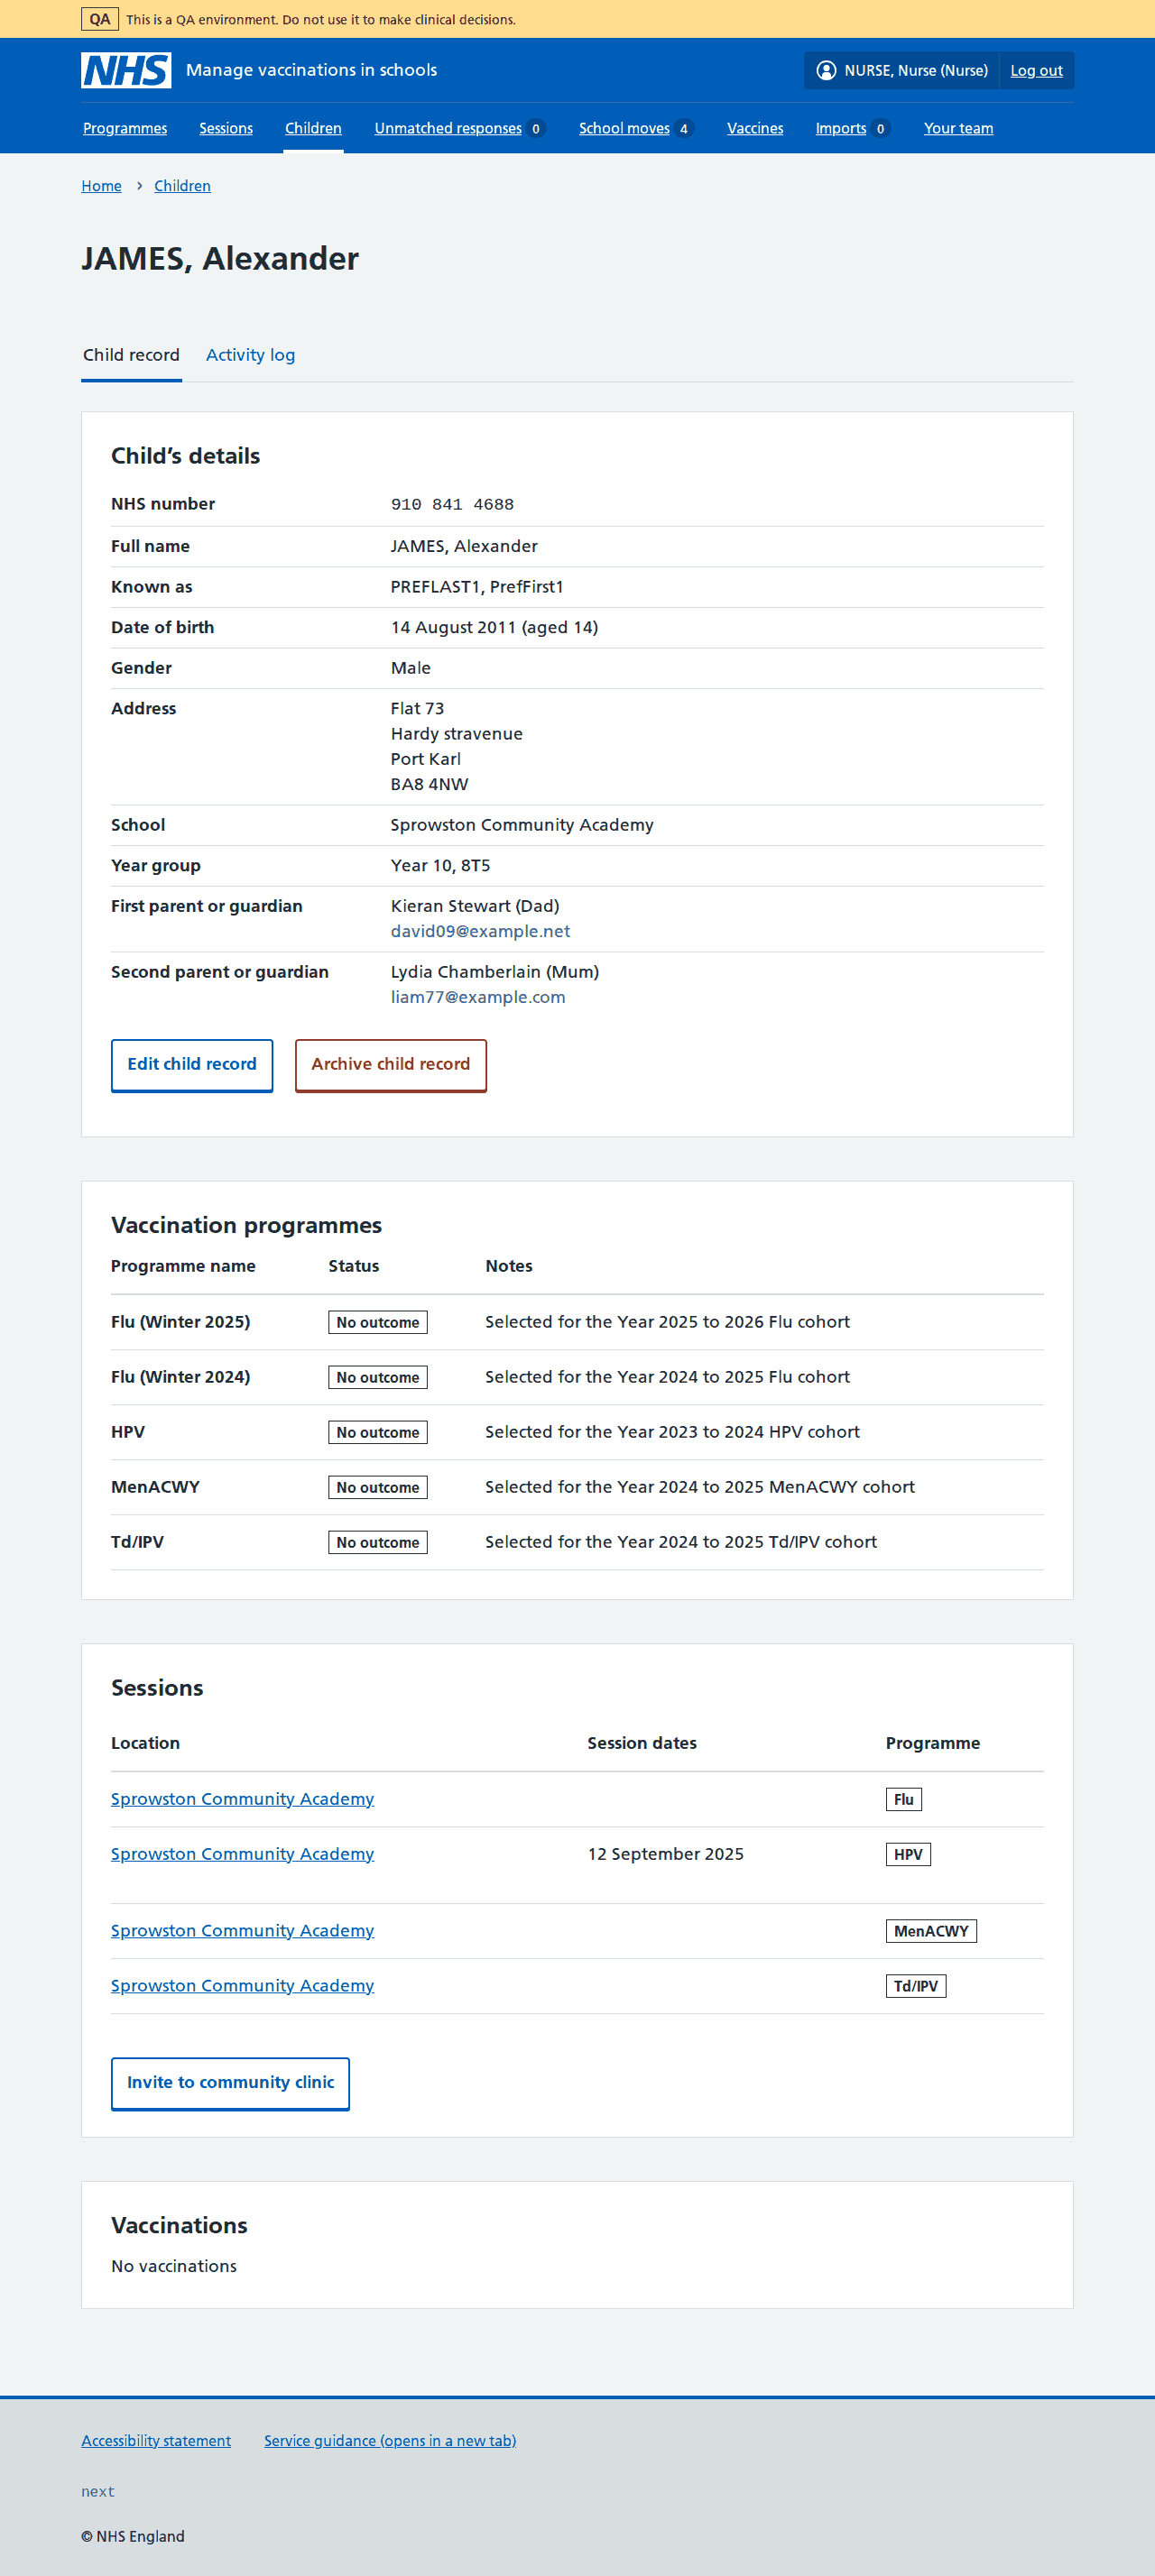 QA This is a QA environment. Do not use it to make clinical decisions.
NHS Manage vaccinations in schools NURSE, Nurse (Nurse) Log out
Programmes Sessions Children Unmatched responses 0 School moves 4 Vaccines Imports 0 Your team
Home › Children
JAMES, Alexander
Child record Activity log
Child’s details
NHS number 910 841 4688
Full name JAMES, Alexander
Known as PREFLAST1, PrefFirst1
Date of birth 14 August 2011 (aged 14)
Gender Male
Address Flat 73
Hardy stravenue
Port Karl
BA8 4NW
School Sprowston Community Academy
Year group Year 10, 8T5
First parent or guardian Kieran Stewart (Dad)
david09@example.net
Second parent or guardian Lydia Chamberlain (Mum)
liam77@example.com
Edit child record Archive child record
Vaccination programmes
Programme name Status Notes
Flu (Winter 2025) No outcome Selected for the Year 2025 to 2026 Flu cohort
Flu (Winter 2024) No outcome Selected for the Year 2024 to 2025 Flu cohort
HPV No outcome Selected for the Year 2023 to 2024 HPV cohort
MenACWY No outcome Selected for the Year 2024 to 2025 MenACWY cohort
Td/IPV No outcome Selected for the Year 2024 to 2025 Td/IPV cohort
Sessions
Location Session dates Programme
Sprowston Community Academy Flu
Sprowston Community Academy 12 September 2025 HPV
Sprowston Community Academy MenACWY
Sprowston Community Academy Td/IPV
Invite to community clinic
Vaccinations
No vaccinations
Accessibility statement Service guidance (opens in a new tab)
next
© NHS England